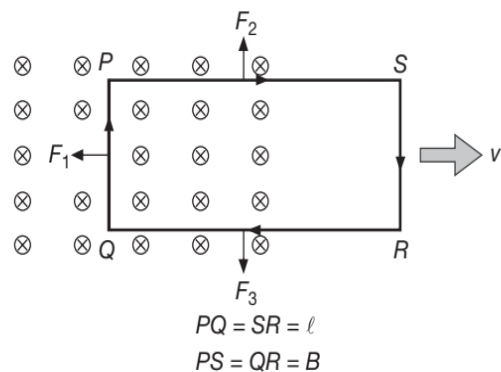 F₂
P
S
F₁
v
Q
R
F₃
PQ = SR = ℓ
PS = QR = B